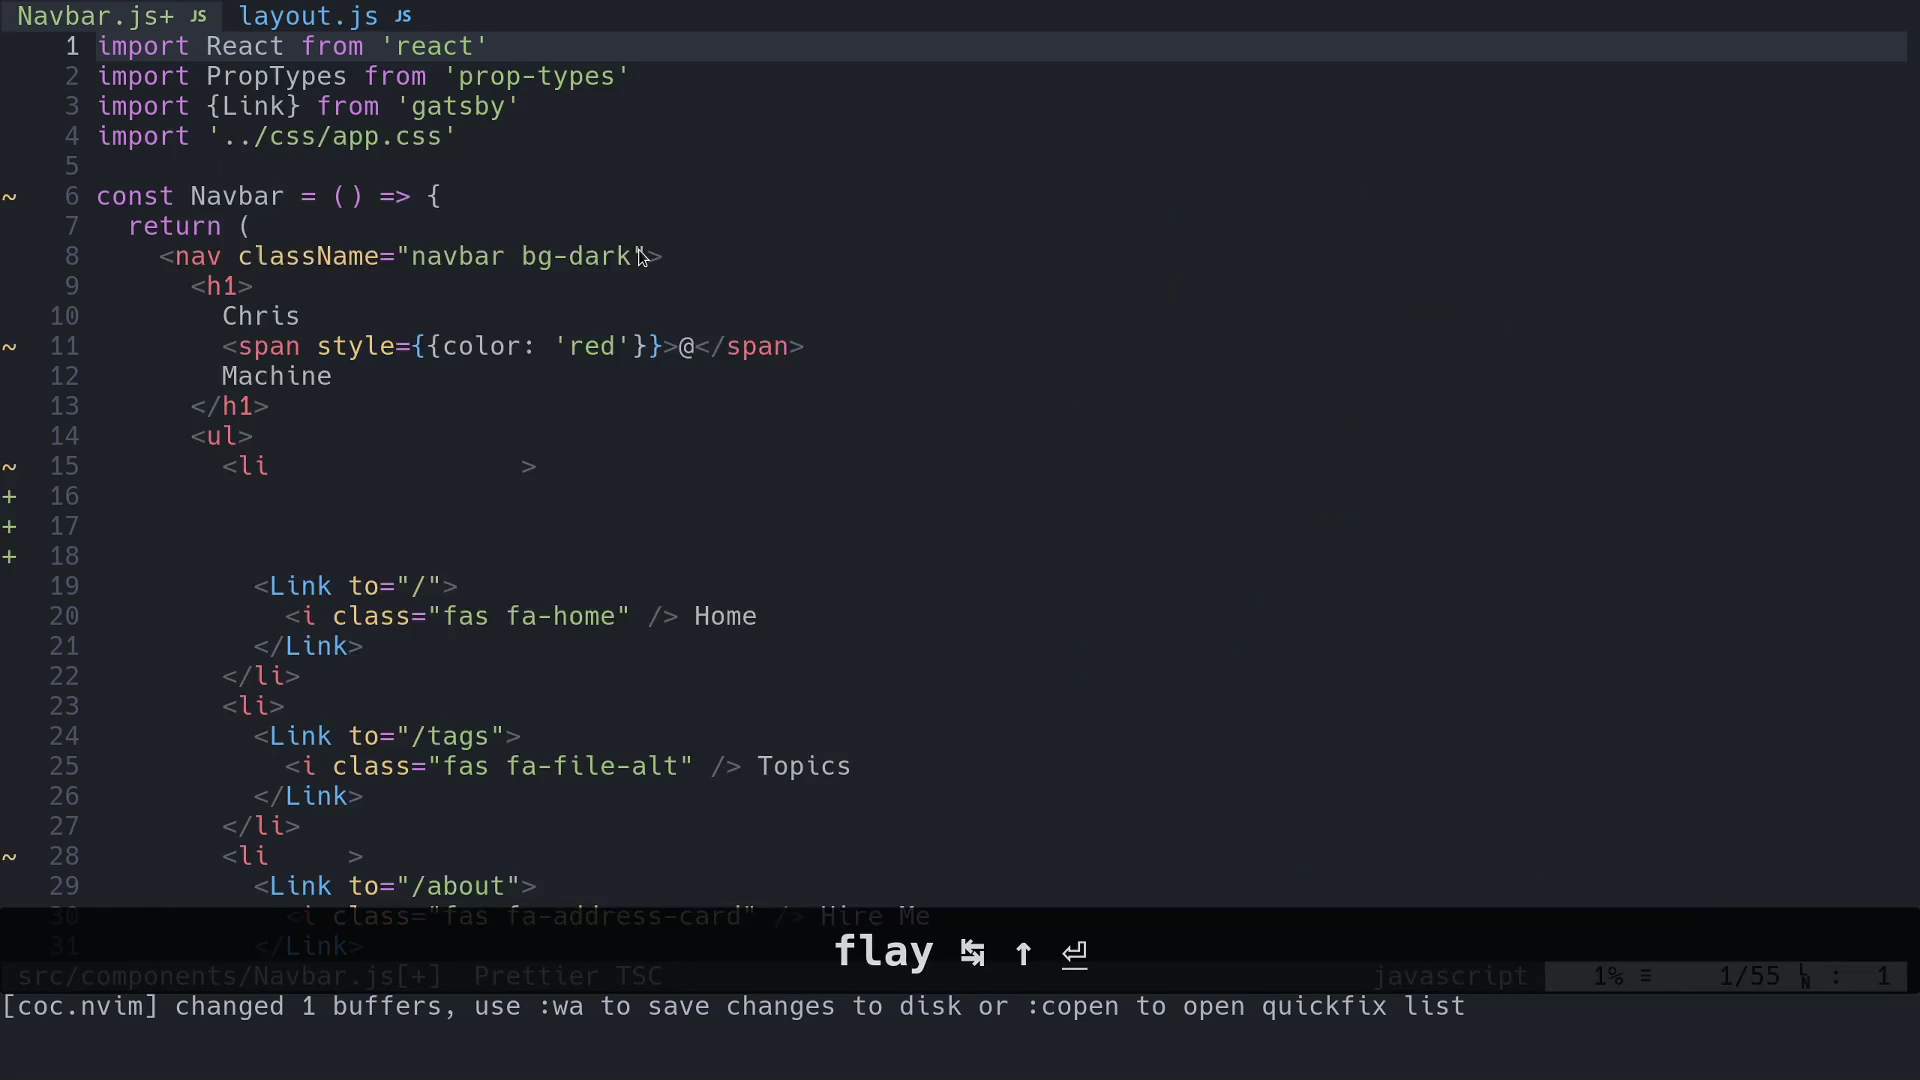 Navbar.js+ JS layout.js JS
1 import React from 'react'
2 import PropTypes from 'prop-types'
3 import {Link} from 'gatsby'
4 import '../css/app.css'
5
~ 6 const Navbar = () => {
7 return (
8 <nav className="navbar bg-dark">
9 <h1>
10 Chris
~ 11 <span style={{color: 'red'}}>@</span>
12 Machine
13 </h1>
14 <ul>
~ 15 <li >
+ 16
+ 17
+ 18
19 <Link to="/">
20 <i class="fas fa-home" /> Home
21 </Link>
22 </li>
23 <li>
24 <Link to="/tags">
25 <i class="fas fa-file-alt" /> Topics
26 </Link>
27 </li>
~ 28 <li >
29 <Link to="/about">
30 <i class="fas fa-address-card" /> Hire Me
31 </Link>
flay ↹ ↑ ⏎
src/components/Navbar.js[+] Prettier TSC javascript 1% ≡ 1/55 LN : 1
[coc.nvim] changed 1 buffers, use :wa to save changes to disk or :copen to open quickfix list